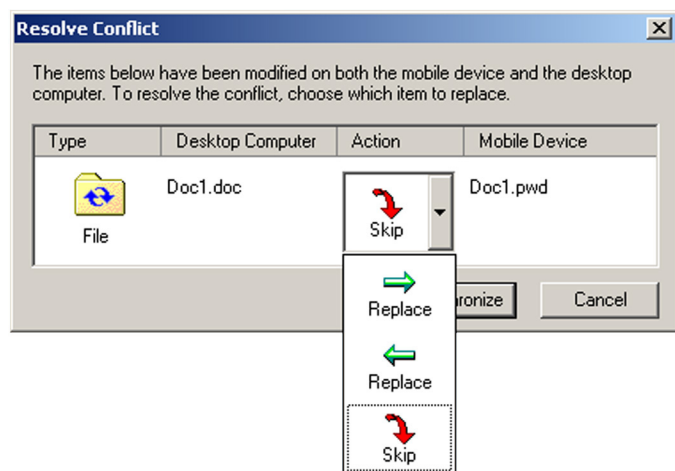 Resolve Conflict
The items below have been modified on both the mobile device and the desktop
computer. To resolve the conflict, choose which item to replace.
Type Desktop Computer Action Mobile Device
Doc1.doc Doc1.pwd
File Skip
Replace
hronize Cancel
Replace
Skip